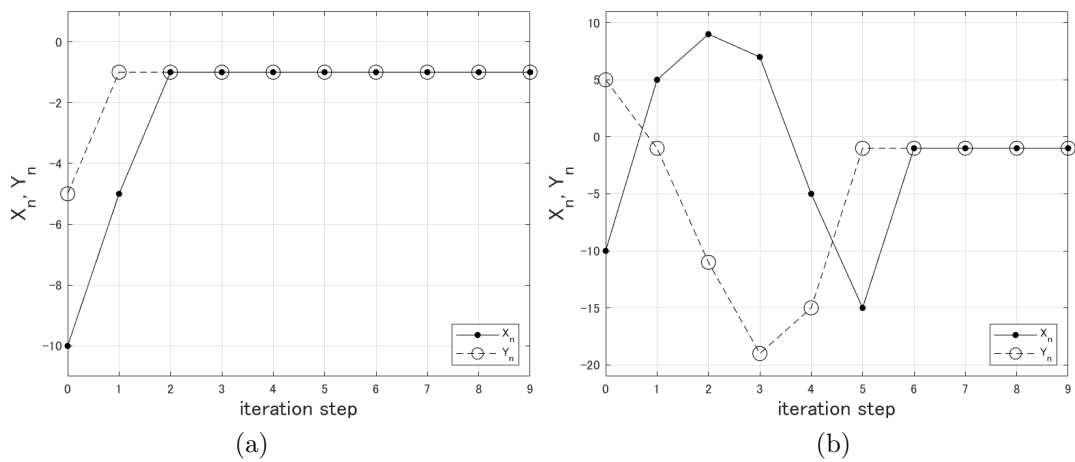 0
−2
−4
−6
−8
−10
X_n, Y_n
0 1 2 3 4 5 6 7 8 9
iteration step
X_n
Y_n
(a)
10
5
0
−5
−10
−15
−20
X_n, Y_n
0 1 2 3 4 5 6 7 8 9
iteration step
X_n
Y_n
(b)